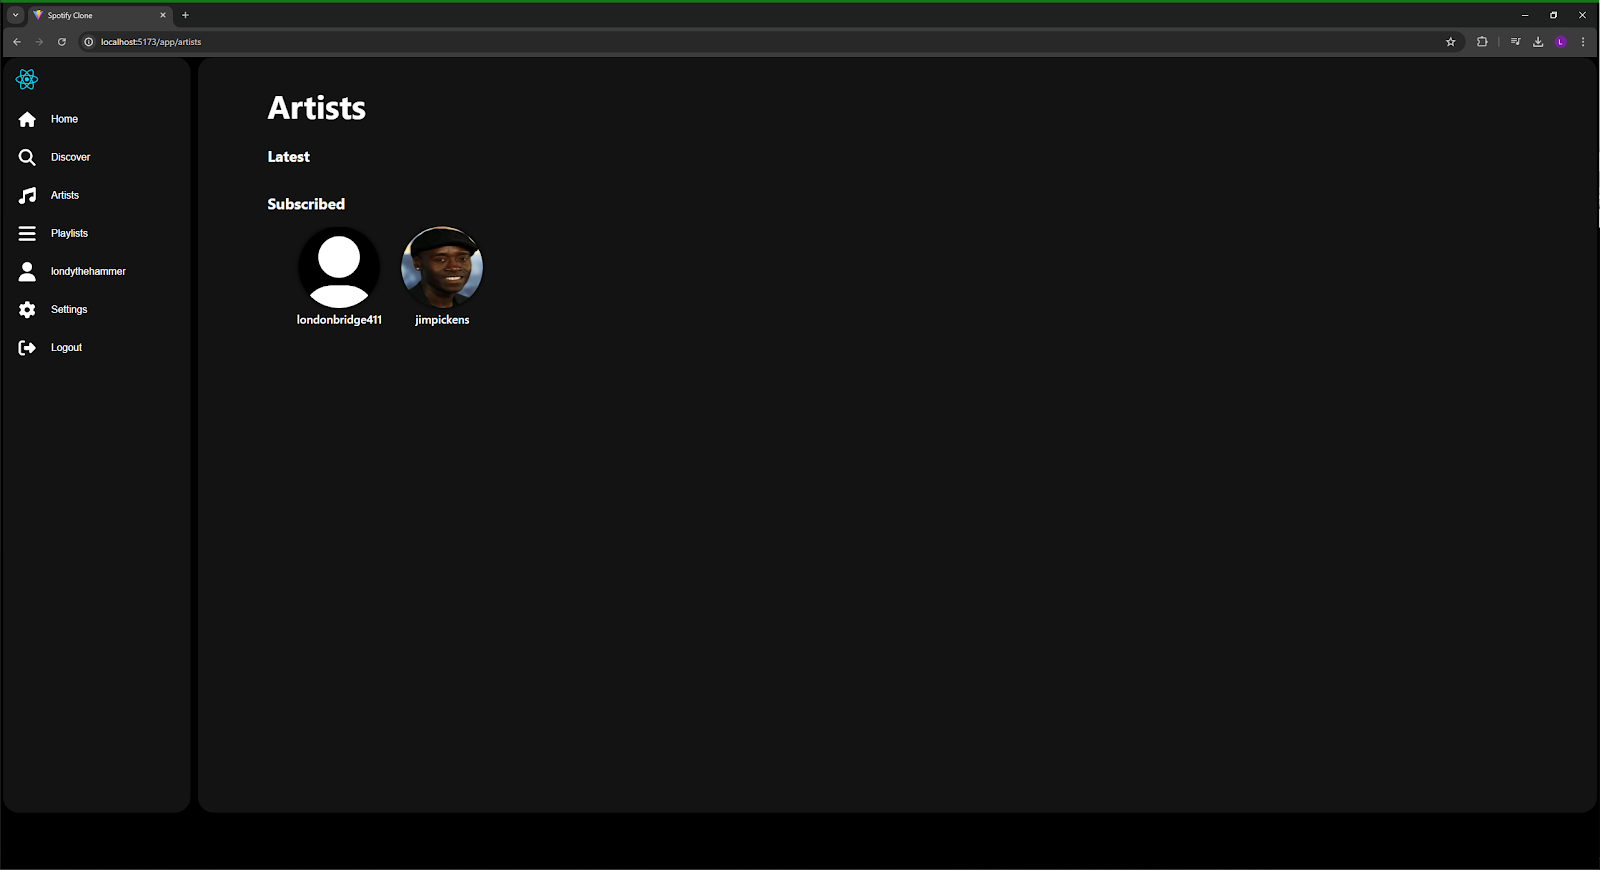 Spotify Clone
localhost:5173/app/artists
L
Home
Discover
Artists
Playlists
londythehammer
Settings
Logout
Artists
Latest
Subscribed
londonbridge411
jimpickens